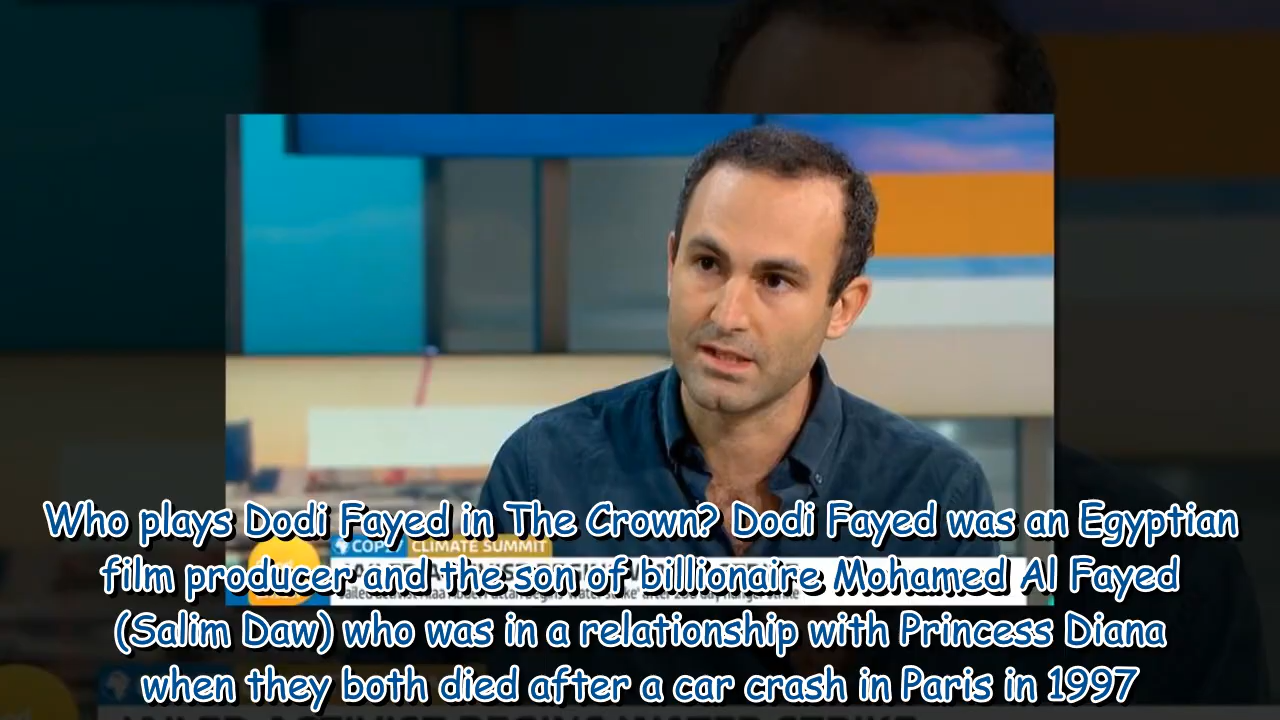 COP
CLIMATE SUMMIT
Who plays Dodi Fayed in The Crown? Dodi Fayed was an Egyptian
film producer and the son of billionaire Mohamed Al Fayed
(Salim Daw) who was in a relationship with Princess Diana
when they both died after a car crash in Paris in 1997